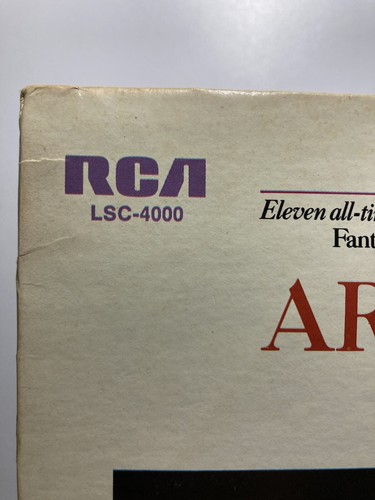 RCA
LSC-4000
Eleven all-ti
Fant
AR